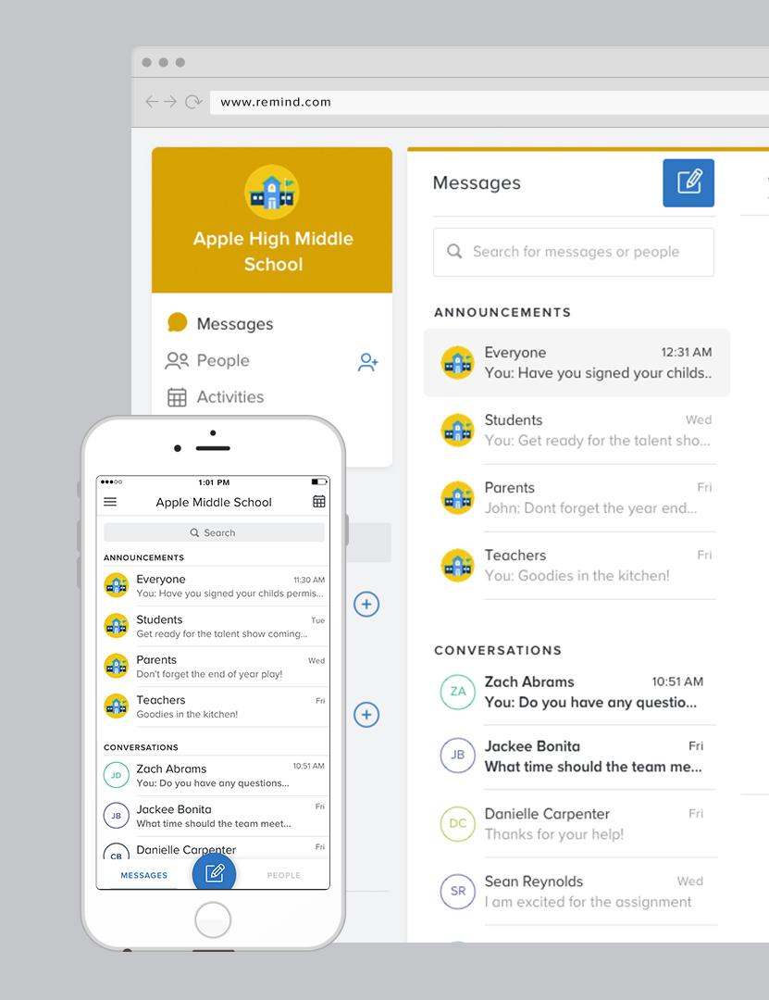 www.remind.com
Apple High Middle
School
Messages
People
Activities
Messages
Search for messages or people
ANNOUNCEMENTS
Everyone 12:31 AM
You: Have you signed your childs..
Students Wed
You: Get ready for the talent sho...
Parents Fri
John: Dont forget the year end...
Teachers Fri
You: Goodies in the kitchen!
CONVERSATIONS
ZA Zach Abrams 10:51 AM
You: Do you have any questio...
JB Jackee Bonita Fri
What time should the team me...
DC Danielle Carpenter Fri
Thanks for your help!
SR Sean Reynolds Wed
I am excited for the assignment
1:01 PM
Apple Middle School
Search
ANNOUNCEMENTS
Everyone 11:30 AM
You: Have you signed your childs permis...
Students Tue
Get ready for the talent show coming...
Parents Wed
Don't forget the end of year play!
Teachers Fri
Goodies in the kitchen!
CONVERSATIONS
JD Zach Abrams 10:51 AM
You: Do you have any questions...
JB Jackee Bonita Fri
What time should the team meet...
CB Danielle Carpenter Fri
MESSAGES PEOPLE